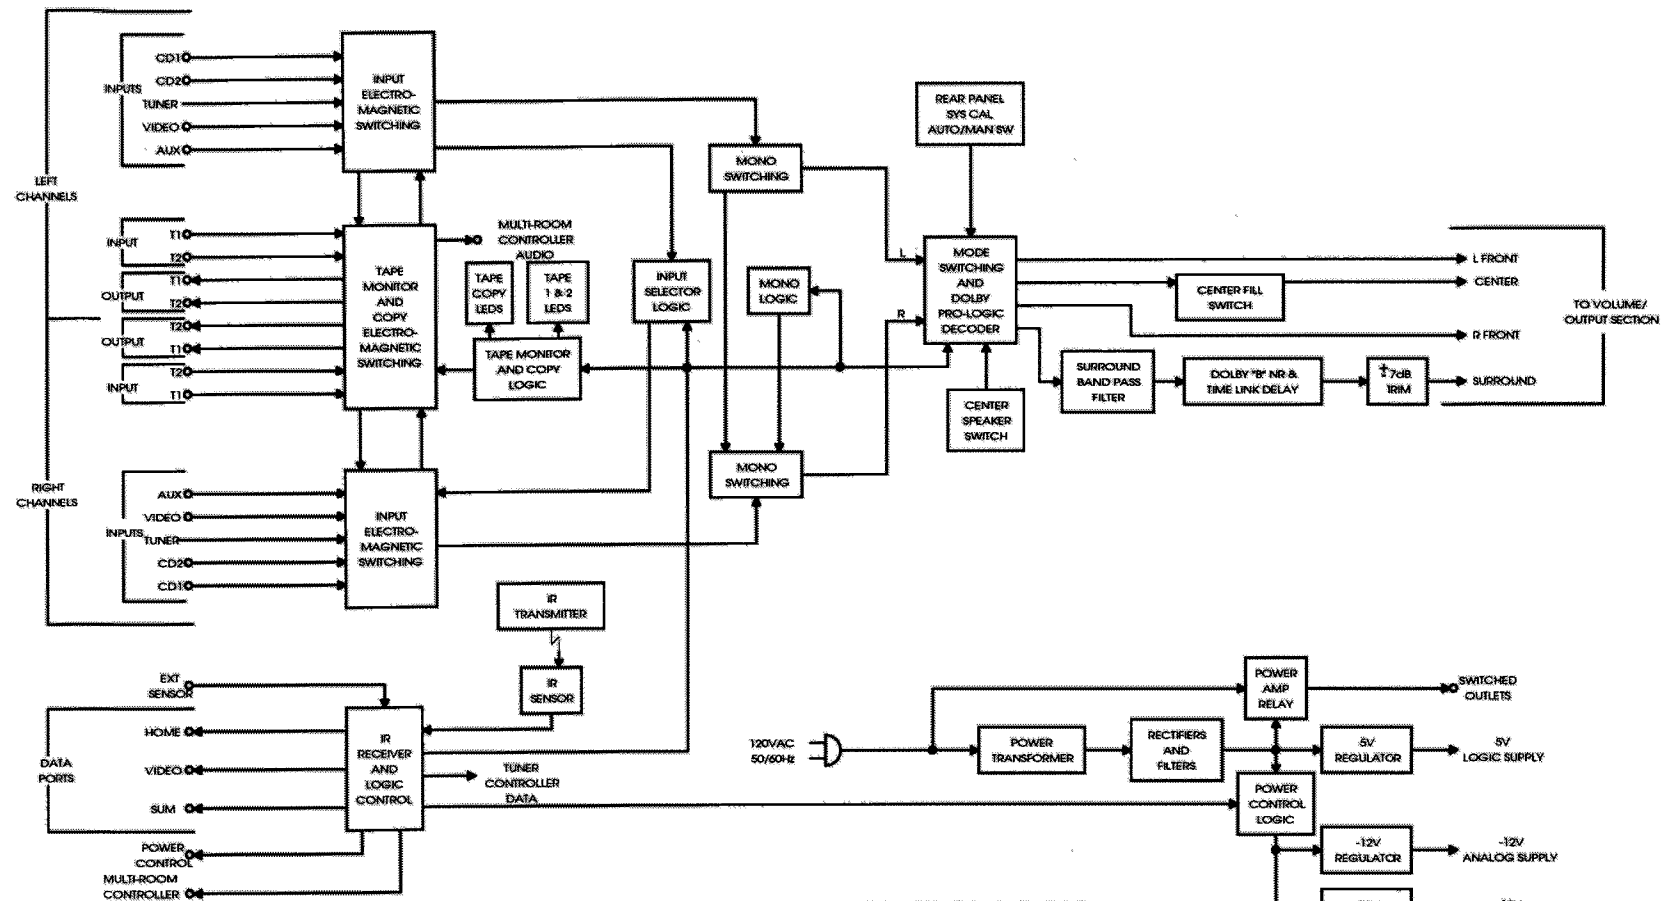 LEFT
CHANNELS
INPUTS
CD1
CD2
TUNER
VIDEO
AUX
INPUT
ELECTRO-
MAGNETIC
SWITCHING
INPUT
T1
T2
OUTPUT
T1
T2
OUTPUT
T2
T1
INPUT
T2
T1
TAPE
MONITOR
AND
COPY
ELECTRO-
MAGNETIC
SWITCHING
MULTI-ROOM
CONTROLLER
AUDIO
TAPE
COPY
LEDS
TAPE
1 & 2
LEDS
TAPE MONITOR
AND COPY
LOGIC
INPUT
SELECTOR
LOGIC
MONO
SWITCHING
MONO
LOGIC
MONO
SWITCHING
REAR PANEL
SYS CAL
AUTO/MAN SW
L
R
MODE
SWITCHING
AND
DOLBY
PRO-LOGIC
DECODER
CENTER
SPEAKER
SWITCH
CENTER FILL
SWITCH
SURROUND
BAND PASS
FILTER
DOLBY "B" NR &
TIME LINK DELAY
±7dB
TRIM
L FRONT
CENTER
R FRONT
SURROUND
TO VOLUME/
OUTPUT SECTION
RIGHT
CHANNELS
INPUTS
AUX
VIDEO
TUNER
CD2
CD1
INPUT
ELECTRO-
MAGNETIC
SWITCHING
IR
TRANSMITTER
IR
SENSOR
EXT
SENSOR
DATA
PORTS
HOME
VIDEO
SUM
POWER
CONTROL
MULTI-ROOM
CONTROLLER
IR
RECEIVER
AND
LOGIC
CONTROL
TUNER
CONTROLLER
DATA
120VAC
50/60Hz
POWER
TRANSFORMER
RECTIFIERS
AND
FILTERS
POWER
AMP
RELAY
SWITCHED
OUTLETS
5V
REGULATOR
5V
LOGIC SUPPLY
POWER
CONTROL
LOGIC
-12V
REGULATOR
-12V
ANALOG SUPPLY